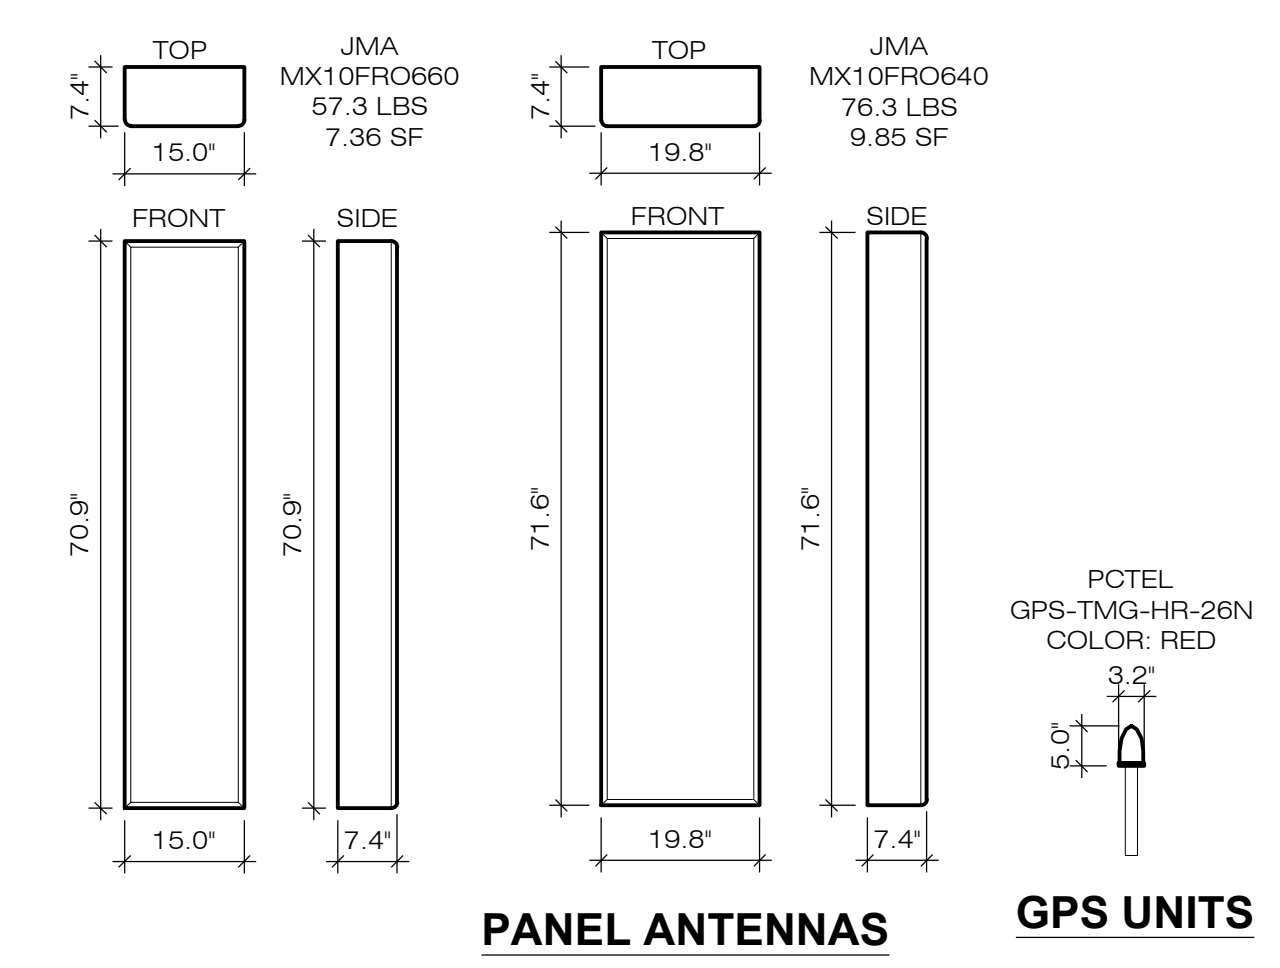 TOP
7.4"
15.0"
JMA
MX10FRO660
57.3 LBS
7.36 SF
FRONT
70.9"
15.0"
SIDE
70.9"
7.4"
TOP
7.4"
19.8"
JMA
MX10FRO640
76.3 LBS
9.85 SF
FRONT
71.6"
19.8"
SIDE
71.6"
7.4"
PANEL ANTENNAS
PCTEL
GPS-TMG-HR-26N
COLOR: RED
3.2"
5.0"
GPS UNITS